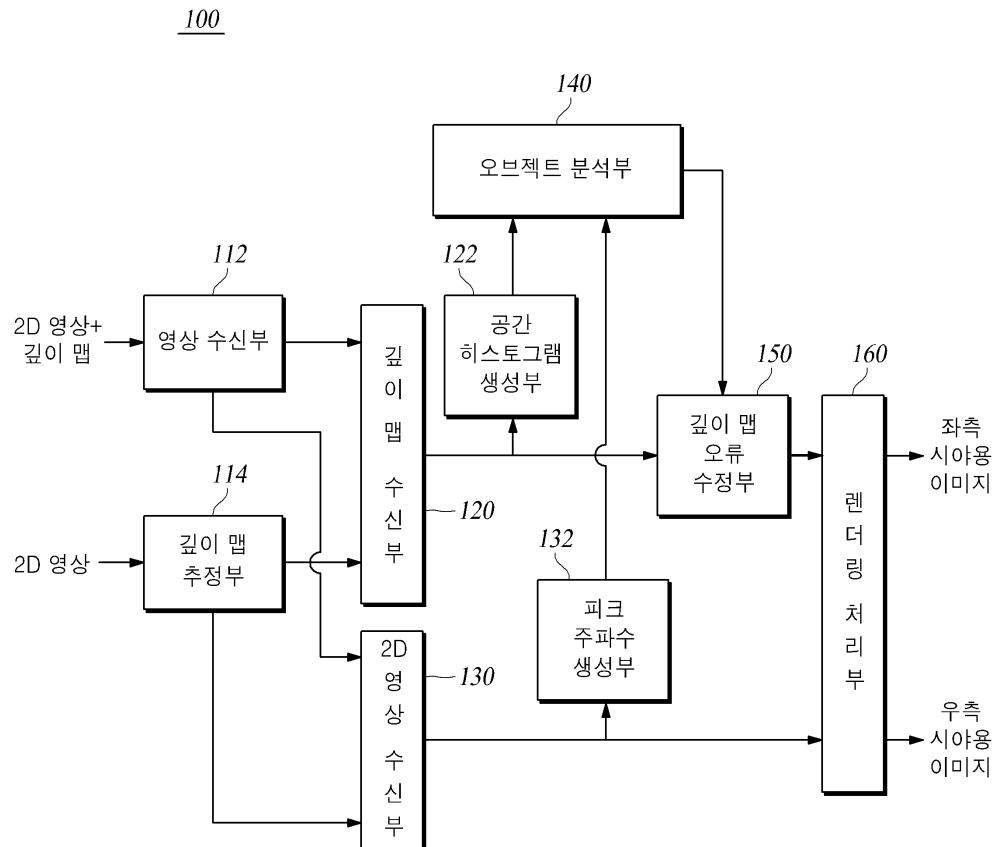 100
140
오브젝트 분석부
112
122
2D 영상+
깊이 맵
영상 수신부
깊이 맵 수신부
공간
히스토그램
생성부
150
160
깊이 맵
오류
수정부
좌측
시야용
이미지
114
120
2D 영상
깊이 맵
추정부
132
렌더링 처리부
피크
주파수
생성부
2D
영상 수신부
130
우측
시야용
이미지